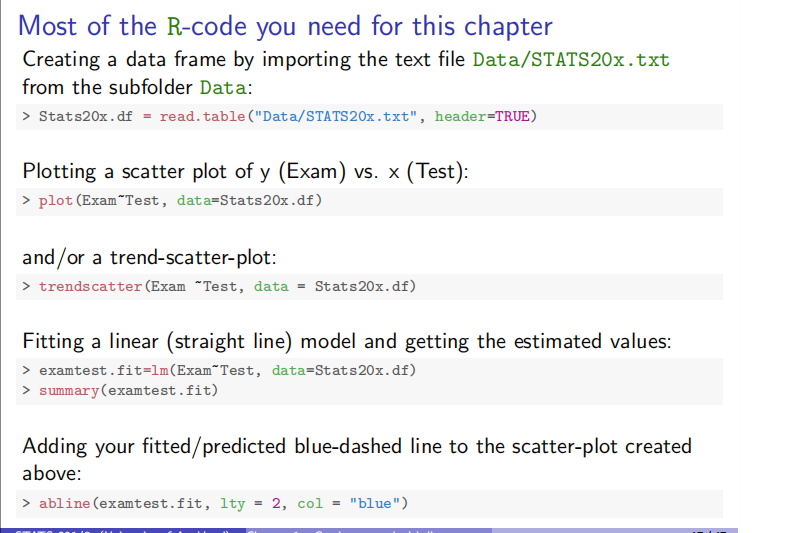 Most of the R-code you need for this chapter
Creating a data frame by importing the text file Data/STATS20x.txt
from the subfolder Data:
> Stats20x.df = read.table("Data/STATS20x.txt", header=TRUE)
Plotting a scatter plot of y (Exam) vs. x (Test):
> plot(Exam~Test, data=Stats20x.df)
and/or a trend-scatter-plot:
> trendscatter(Exam ~Test, data = Stats20x.df)
Fitting a linear (straight line) model and getting the estimated values:
> examtest.fit=lm(Exam~Test, data=Stats20x.df)
> summary(examtest.fit)
Adding your fitted/predicted blue-dashed line to the scatter-plot created
above:
> abline(examtest.fit, lty = 2, col = "blue")